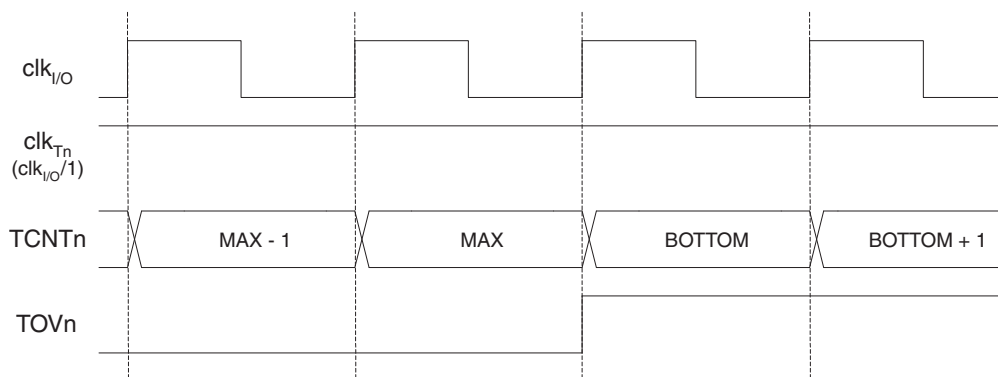 clkI/O
clkTn
(clkI/O/1)
TCNTn MAX - 1 MAX BOTTOM BOTTOM + 1
TOVn